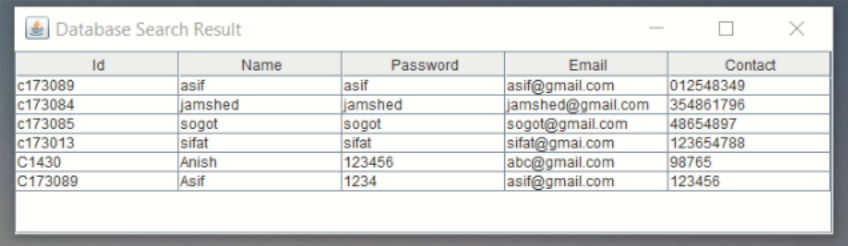 Database Search Result
Id Name Password Email Contact
c173089 asif asif asif@gmail.com 012548349
c173084 jamshed jamshed jamshed@gmail.com 354861796
c173085 sogot sogot sogot@gmai.com 48654897
c173013 sifat sifat sifat@gmai.com 123654788
C1430 Anish 123456 abc@gmail.com 98765
C173089 Asif 1234 asif@gmail.com 123456